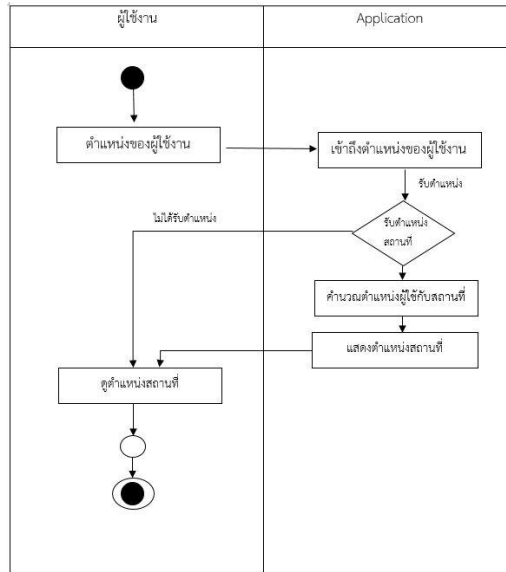 ผู้ใช้งาน
Application
ตำแหน่งของผู้ใช้งาน
เข้าถึงตำแหน่งของผู้ใช้งาน
รับตำแหน่ง
ไม่ได้รับตำแหน่ง
รับตำแหน่ง
สถานที่
คำนวณตำแหน่งผู้ใช้กับสถานที่
แสดงตำแหน่งสถานที่
ดูตำแหน่งสถานที่